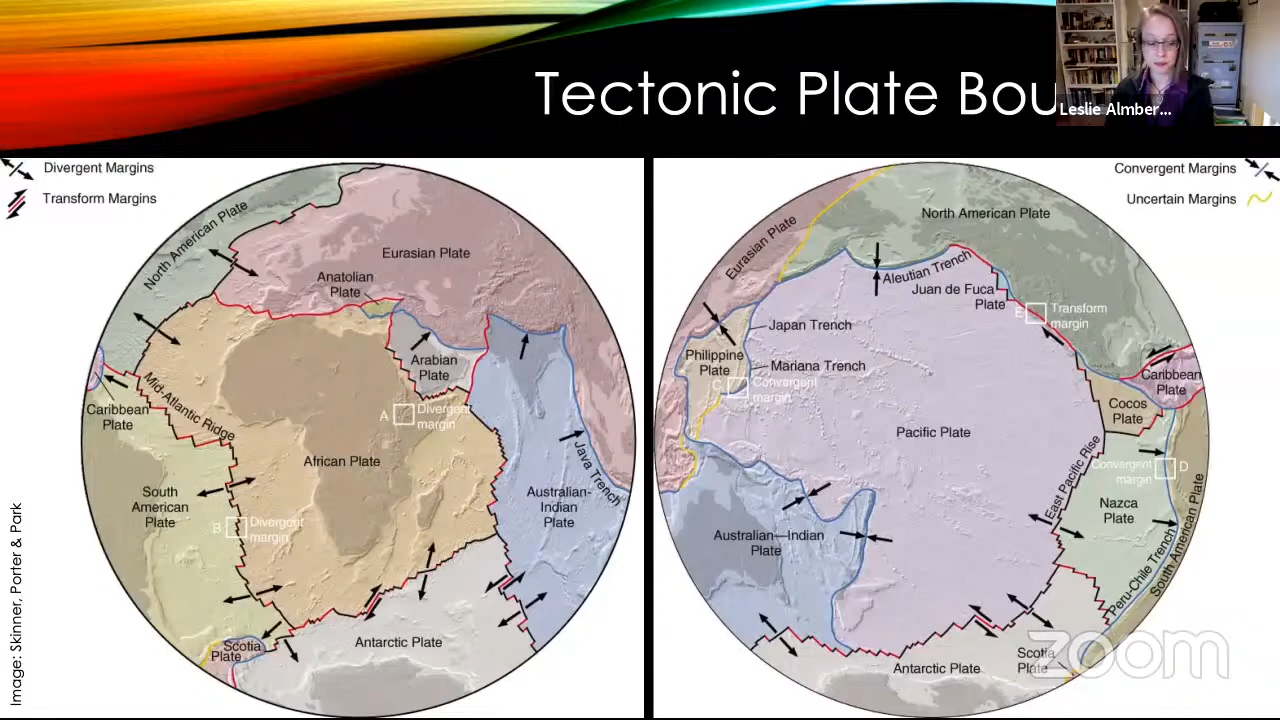 Tectonic Plate Bou
Leslie Almber...
Divergent Margins
Transform Margins
North American Plate
Eurasian Plate
Anatolian
Plate
Arabian
Plate
Caribbean
Plate
Mid-Atlantic Ridge
A
Divergent
margin
African Plate
Java Trench
South
American
Plate
Australian-
Indian
Plate
B
Divergent
margin
Scotia
Plate
Antarctic Plate
Image: Skinner, Porter & Park
Convergent Margins
Uncertain Margins
Eurasian Plate
North American Plate
Aleutian Trench
Juan de Fuca
Plate
E
Transform
margin
Japan Trench
Philippine
Plate
Mariana Trench
C
Convergent
margin
Caribbean
Plate
Cocos
Plate
Pacific Plate
East Pacific Rise
Convergent
margin
D
Nazca
Plate
Australian—Indian
Plate
Peru-Chile Trench
South American Plate
Scotia
Plate
Antarctic Plate
zoom